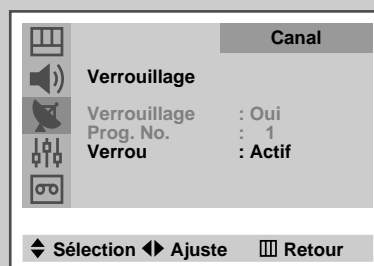 Canal
Verrouillage
Verrouillage : Oui
Prog. No. : 1
Verrou : Actif
Sélection Ajuste Retour